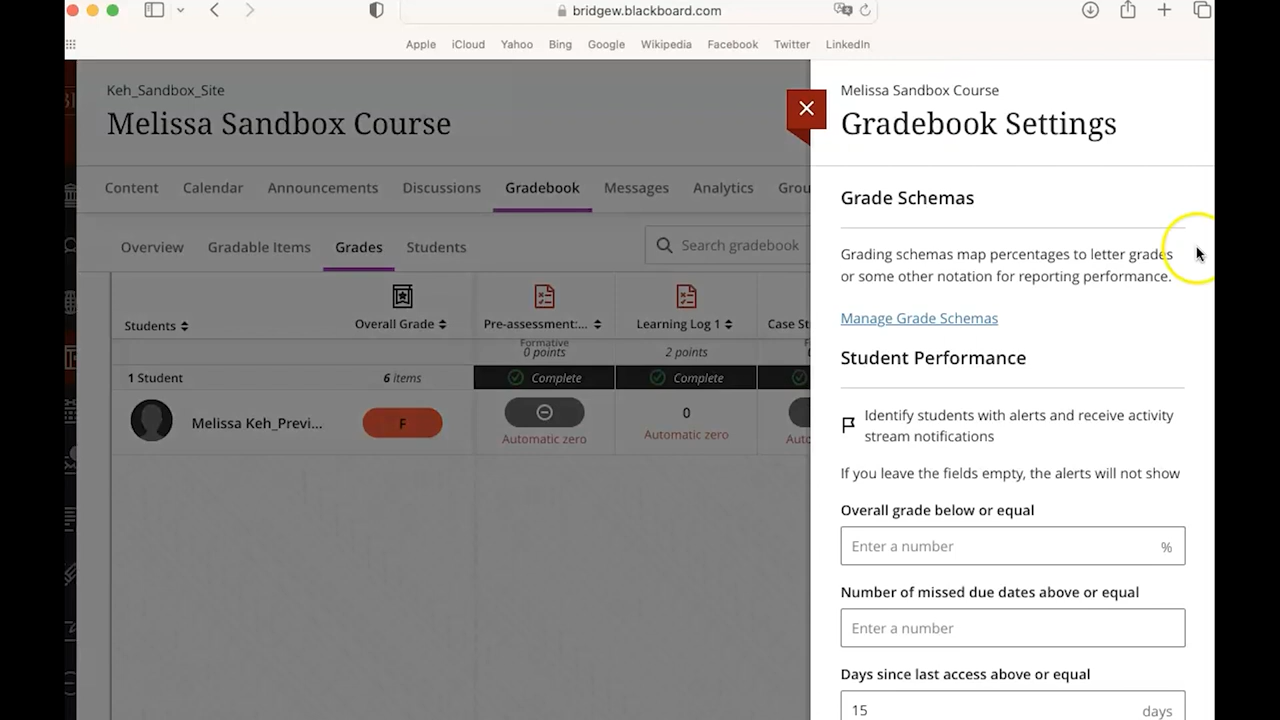 bridgew.blackboard.com
Apple iCloud Yahoo Bing Google Wikipedia Facebook Twitter LinkedIn
Keh_Sandbox_Site
Melissa Sandbox Course
Content Calendar Announcements Discussions Gradebook Messages Analytics Grou
Overview Gradable Items Grades Students
Search gradebook
Students Overall Grade Pre-assessment:... Learning Log 1 Case St
Formative
0 points 2 points
1 Student 6 items Complete Complete
Melissa Keh_Previ... F 0
Automatic zero Automatic zero Auto
Melissa Sandbox Course
Gradebook Settings
Grade Schemas
Grading schemas map percentages to letter grades
or some other notation for reporting performance.
Manage Grade Schemas
Student Performance
Identify students with alerts and receive activity
stream notifications
If you leave the fields empty, the alerts will not show
Overall grade below or equal
Enter a number %
Number of missed due dates above or equal
Enter a number
Days since last access above or equal
15 days